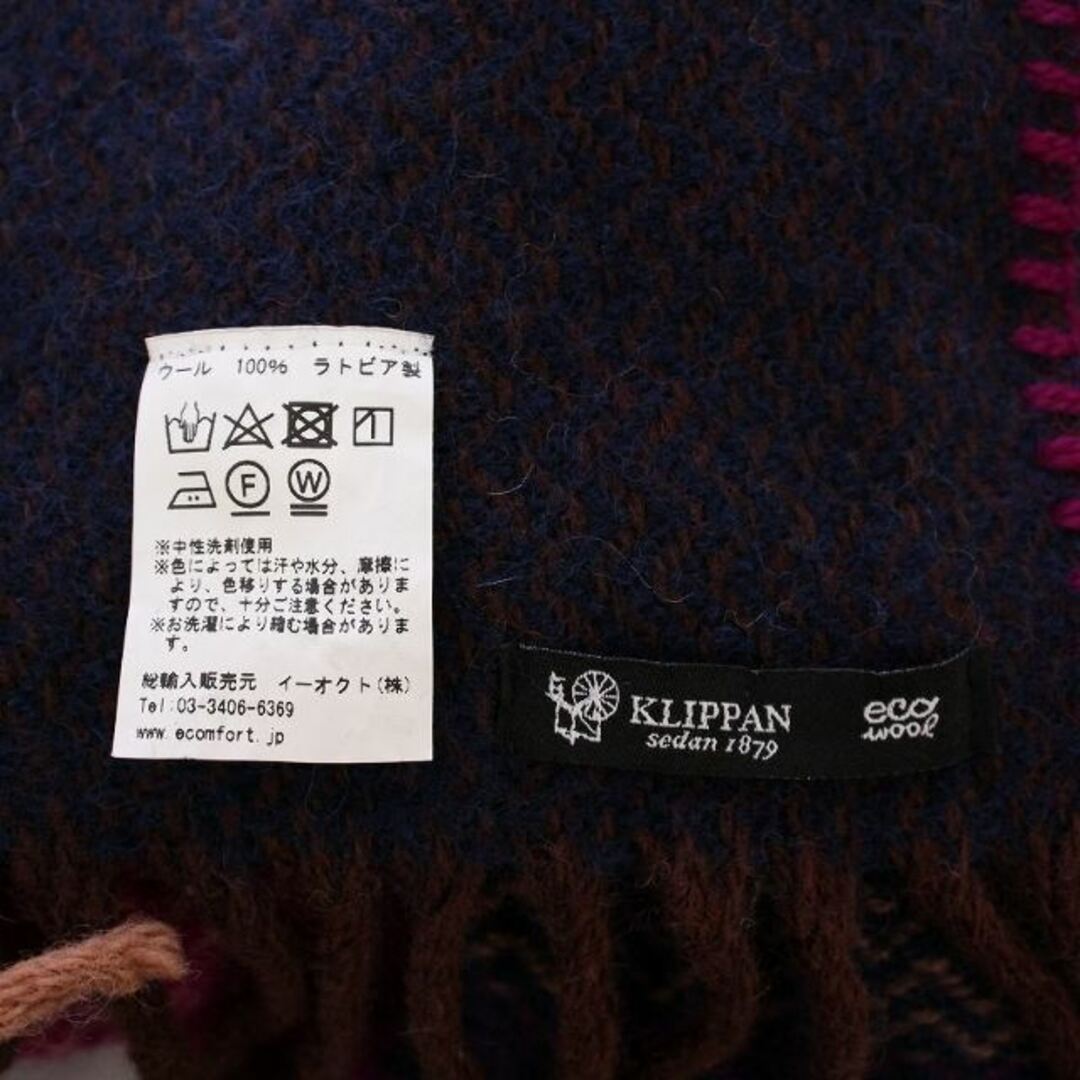 ウール 100% ラトビア製
F W
※中性洗剤使用
※色によっては汗や水分、摩擦に
より、色移りする場合がありま
すので、十分ご注意ください。
※お洗濯により縮む場合がありま
す。
総輸入販売元 イーオクト(株)
Tel:03-3406-6369
www.ecomfort.jp
KLIPPAN
sedan 1879
eco
wool